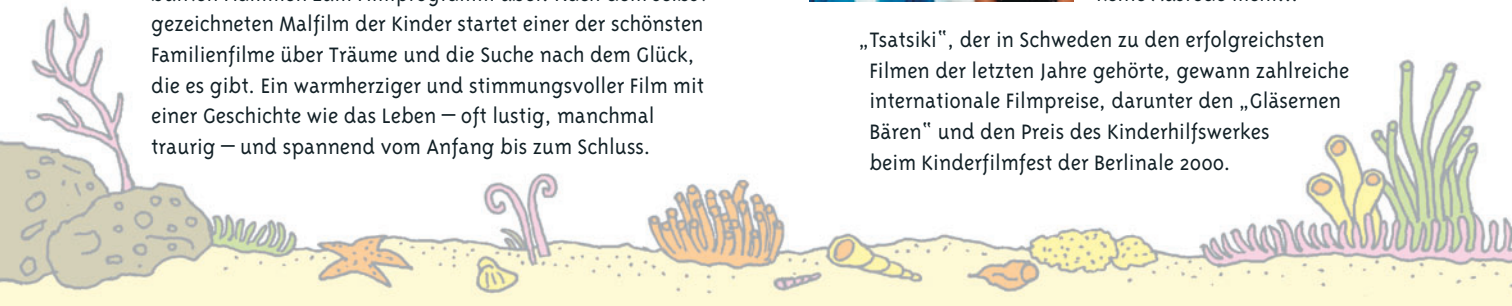 gezeichneten Malfilm der Kinder startet einer der schönsten
Familienfilme über Träume und die Suche nach dem Glück,
die es gibt. Ein warmherziger und stimmungsvoller Film mit
einer Geschichte wie das Leben – oft lustig, manchmal
traurig – und spannend vom Anfang bis zum Schluss.
„Tsatsiki“, der in Schweden zu den erfolgreichsten
Filmen der letzten Jahre gehörte, gewann zahlreiche
internationale Filmpreise, darunter den „Gläsernen
Bären“ und den Preis des Kinderhilfswerkes
beim Kinderfilmfest der Berlinale 2000.